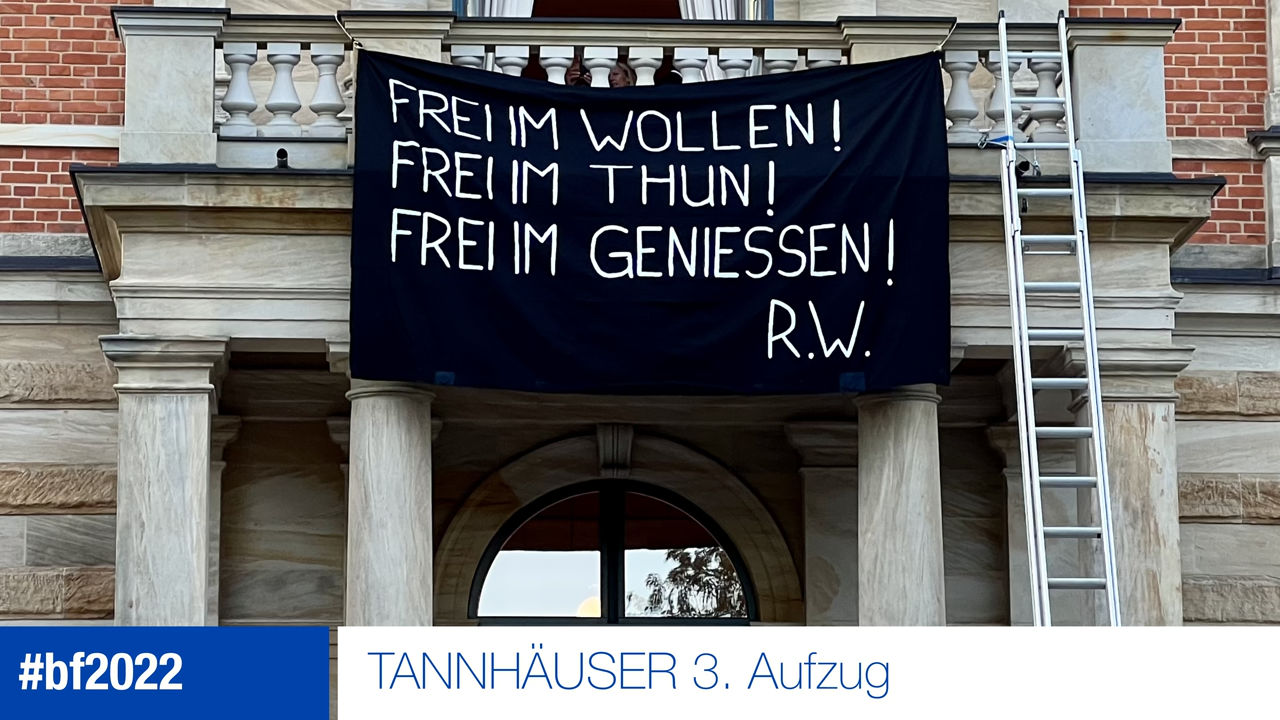 FREI IM WOLLEN!
FREI IM THUN!
FREI IM GENIESSEN!
R.W.
#bf2022
TANNHÄUSER 3. Aufzug